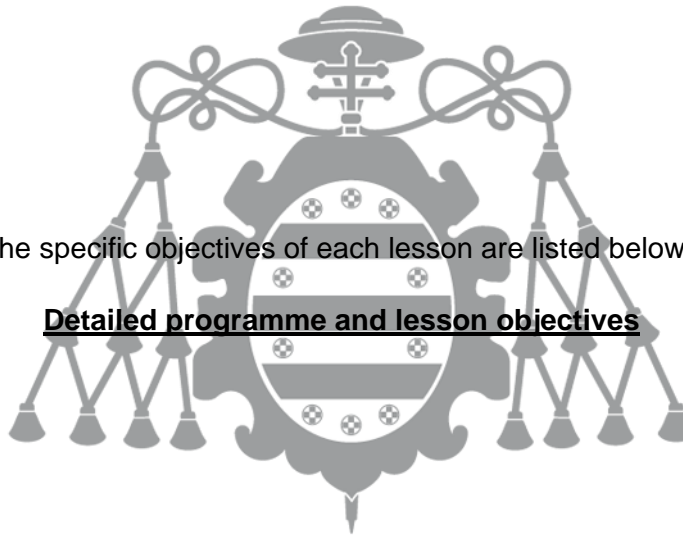 he specific objectives of each lesson are listed below
Detailed programme and lesson objectives